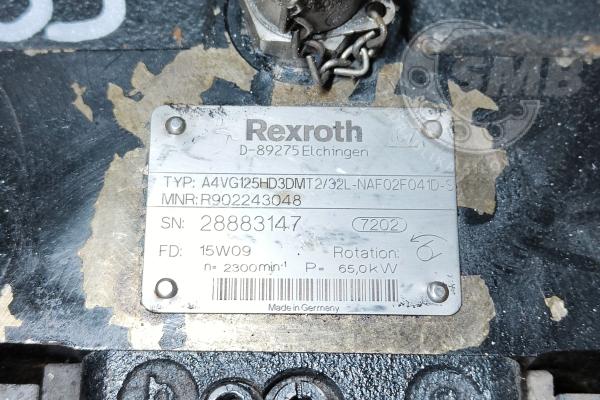 GMB
Rexroth
D-89275 Elchingen
TYP: A4VG125HD3DMT2/32L-NAF02F041D-S
MNR: R902243048
SN: 28883147 7202
FD: 15W09 Rotation:
n= 2300min-1 P= 65,0kW
Made in Germany